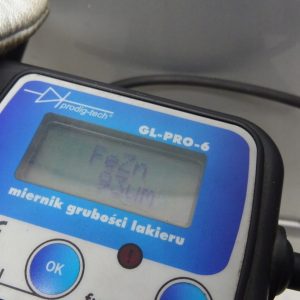 prodig-tech®
GL-PRO-6
FeZn
93um
miernik grubości lakieru
OK